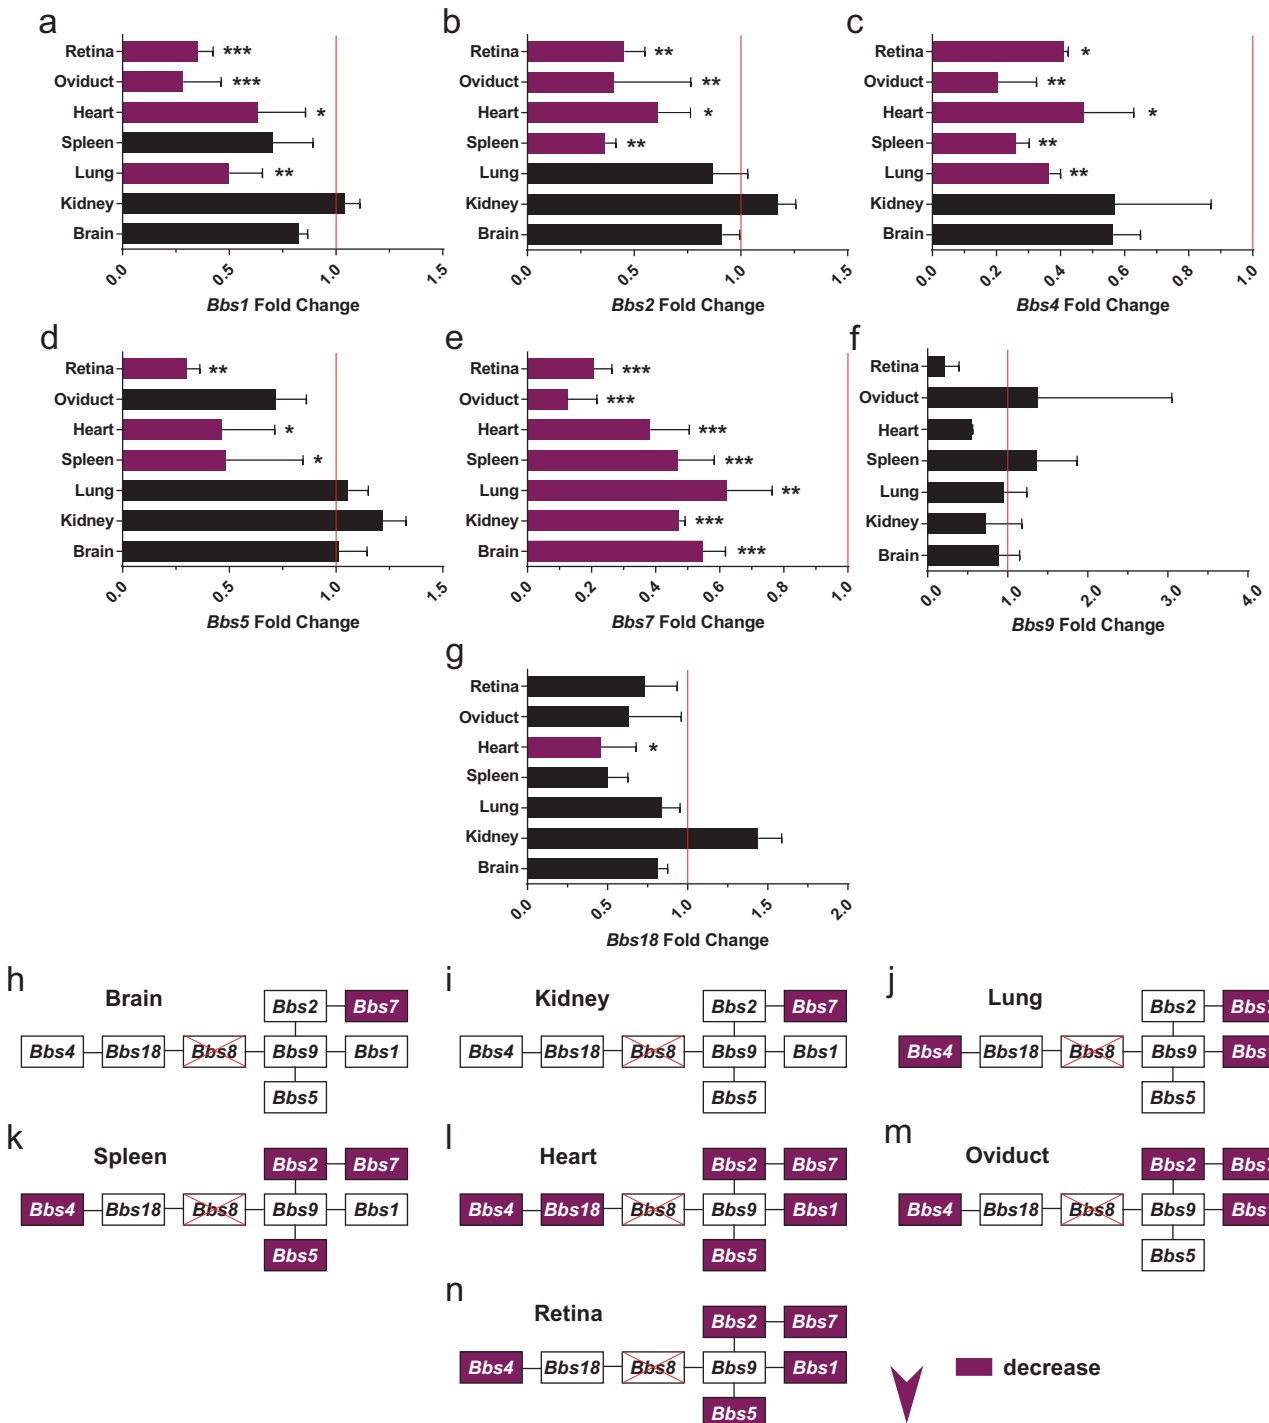 a
Retina ***
Oviduct ***
Heart *
Spleen
Lung **
Kidney
Brain
0.0 0.5 1.0 1.5
Bbs1 Fold Change
b
Retina **
Oviduct **
Heart *
Spleen **
Lung
Kidney
Brain
0.0 0.5 1.0 1.5
Bbs2 Fold Change
c
Retina *
Oviduct **
Heart *
Spleen **
Lung **
Kidney
Brain
0.0 0.2 0.4 0.6 0.8 1.0
Bbs4 Fold Change
d
Retina **
Oviduct
Heart *
Spleen *
Lung
Kidney
Brain
0.0 0.5 1.0 1.5
Bbs5 Fold Change
e
Retina ***
Oviduct ***
Heart ***
Spleen ***
Lung **
Kidney ***
Brain ***
0.0 0.2 0.4 0.6 0.8 1.0
Bbs7 Fold Change
f
Retina
Oviduct
Heart
Spleen
Lung
Kidney
Brain
0.0 1.0 2.0 3.0 4.0
Bbs9 Fold Change
g
Retina
Oviduct
Heart *
Spleen
Lung
Kidney
Brain
0.0 0.5 1.0 1.5 2.0
Bbs18 Fold Change
h
Brain
Bbs2 Bbs7
Bbs4 Bbs18 Bbs8 Bbs9 Bbs1
Bbs5
i
Kidney
Bbs2 Bbs7
Bbs4 Bbs18 Bbs8 Bbs9 Bbs1
Bbs5
j
Lung
Bbs2 Bbs7
Bbs4 Bbs18 Bbs8 Bbs9 Bbs1
Bbs5
k
Spleen
Bbs2 Bbs7
Bbs4 Bbs18 Bbs8 Bbs9 Bbs1
Bbs5
l
Heart
Bbs2 Bbs7
Bbs4 Bbs18 Bbs8 Bbs9 Bbs1
Bbs5
m
Oviduct
Bbs2 Bbs7
Bbs4 Bbs18 Bbs8 Bbs9 Bbs1
Bbs5
n
Retina
Bbs2 Bbs7
Bbs4 Bbs18 Bbs8 Bbs9 Bbs1
Bbs5
decrease